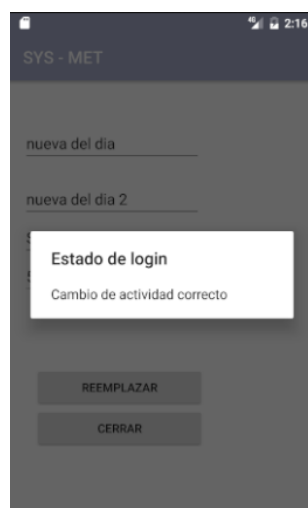 4G 2:16
SYS - MET
nueva del dia
nueva del dia 2
Estado de login
Cambio de actividad correcto
REEMPLAZAR
CERRAR